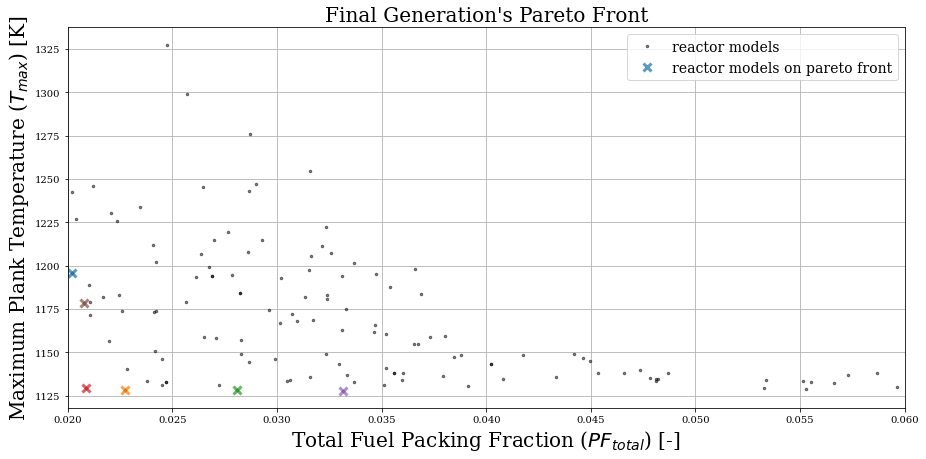 Final Generation's Pareto Front
Maximum Plank Temperature (T_max) [K]
1325
1300
1275
1250
1225
1200
1175
1150
1125
reactor models
reactor models on pareto front
0.020 0.025 0.030 0.035 0.040 0.045 0.050 0.055 0.060
Total Fuel Packing Fraction (PF_total) [-]